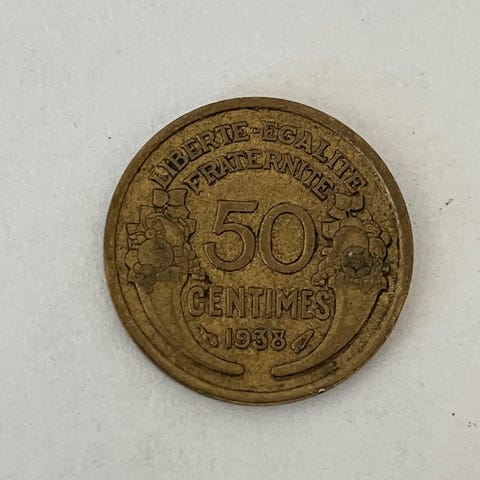 LIBERTE-EGALITE
FRATERNITE
50
CENTIMES
1938